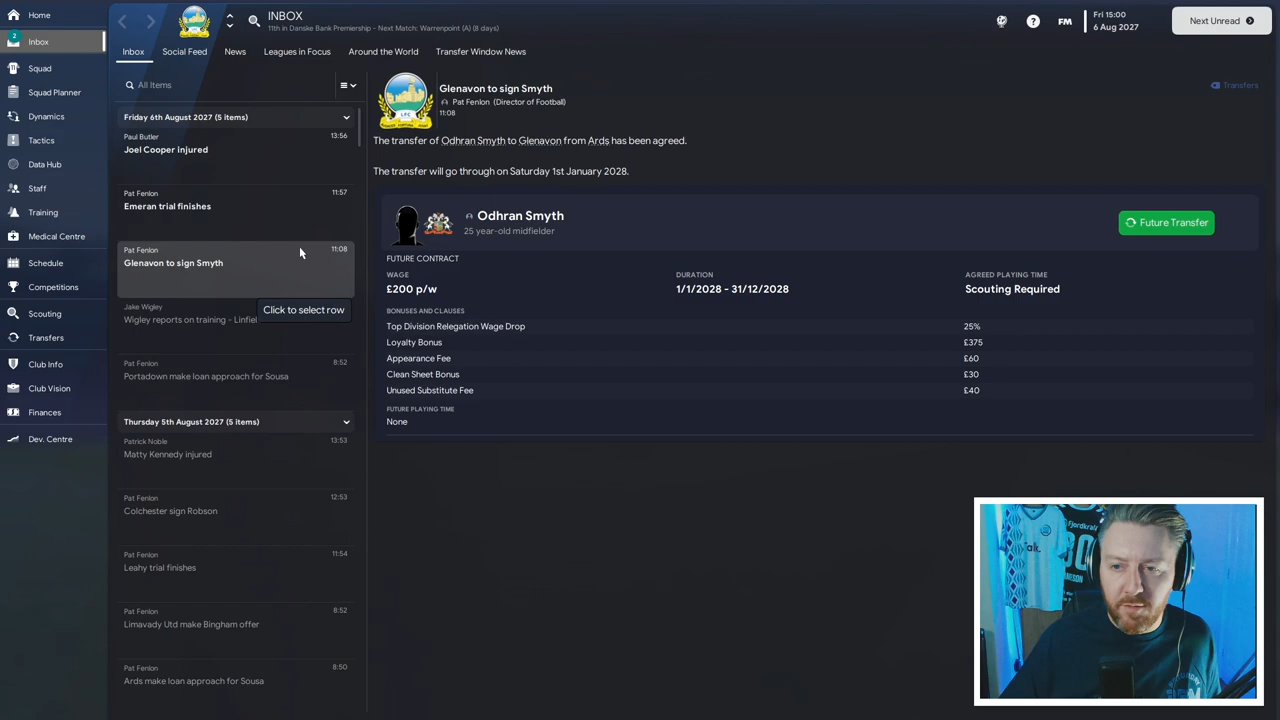 Home
INBOX
11th in Danske Bank Premiership - Next Match: Warrenpoint (A) (8 days)
FM
Fri 15:00
6 Aug 2027
Next Unread
2
Inbox
Squad
Squad Planner
Dynamics
Tactics
Data Hub
Staff
Training
Medical Centre
Schedule
Competitions
Scouting
Transfers
Club Info
Club Vision
Finances
Dev. Centre
Inbox
Social Feed
News
Leagues in Focus
Around the World
Transfer Window News
All Items
Friday 6th August 2027 (5 items)
Paul Butler
13:56
Joel Cooper injured
Pat Fenlon
11:57
Emeran trial finishes
Pat Fenlon
11:08
Glenavon to sign Smyth
Click to select row
Jake Wigley
Wigley reports on training - Linfiel
Pat Fenlon
8:52
Portadown make loan approach for Sousa
Thursday 5th August 2027 (5 items)
Patrick Noble
13:53
Matty Kennedy injured
Pat Fenlon
12:53
Colchester sign Robson
Pat Fenlon
11:54
Leahy trial finishes
Pat Fenlon
8:52
Limavady Utd make Bingham offer
Pat Fenlon
8:50
Ards make loan approach for Sousa
Glenavon to sign Smyth
Pat Fenlon (Director of Football)
11:08
Transfers
The transfer of Odhran Smyth to Glenavon from Ards has been agreed.
The transfer will go through on Saturday 1st January 2028.
Odhran Smyth
25 year-old midfielder
Future Transfer
FUTURE CONTRACT
WAGE
DURATION
AGREED PLAYING TIME
£200 p/w
1/1/2028 - 31/12/2028
Scouting Required
BONUSES AND CLAUSES
Top Division Relegation Wage Drop
25%
Loyalty Bonus
£375
Appearance Fee
£60
Clean Sheet Bonus
£30
Unused Substitute Fee
£40
FUTURE PLAYING TIME
None